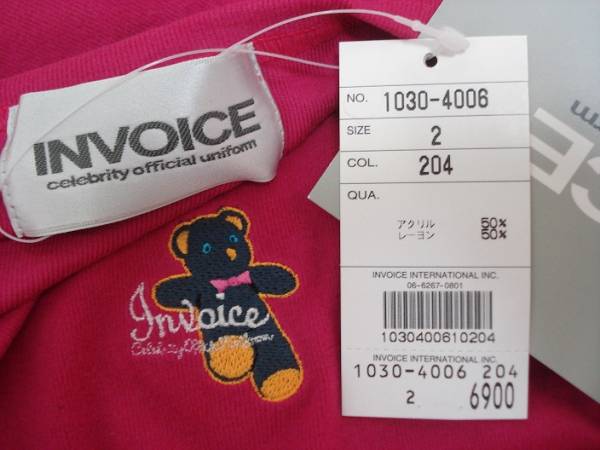 INVOICE
celebrity official uniform
Invoice
NO. 1030-4006
SIZE 2
COL. 204
QUA.
アクリル 50%
レーヨン 50%
INVOICE INTERNATIONAL INC.
06-6267-0801
1030400610204
INVOICE INTERNATIONAL INC.
1030-4006 204
2 6900
CE